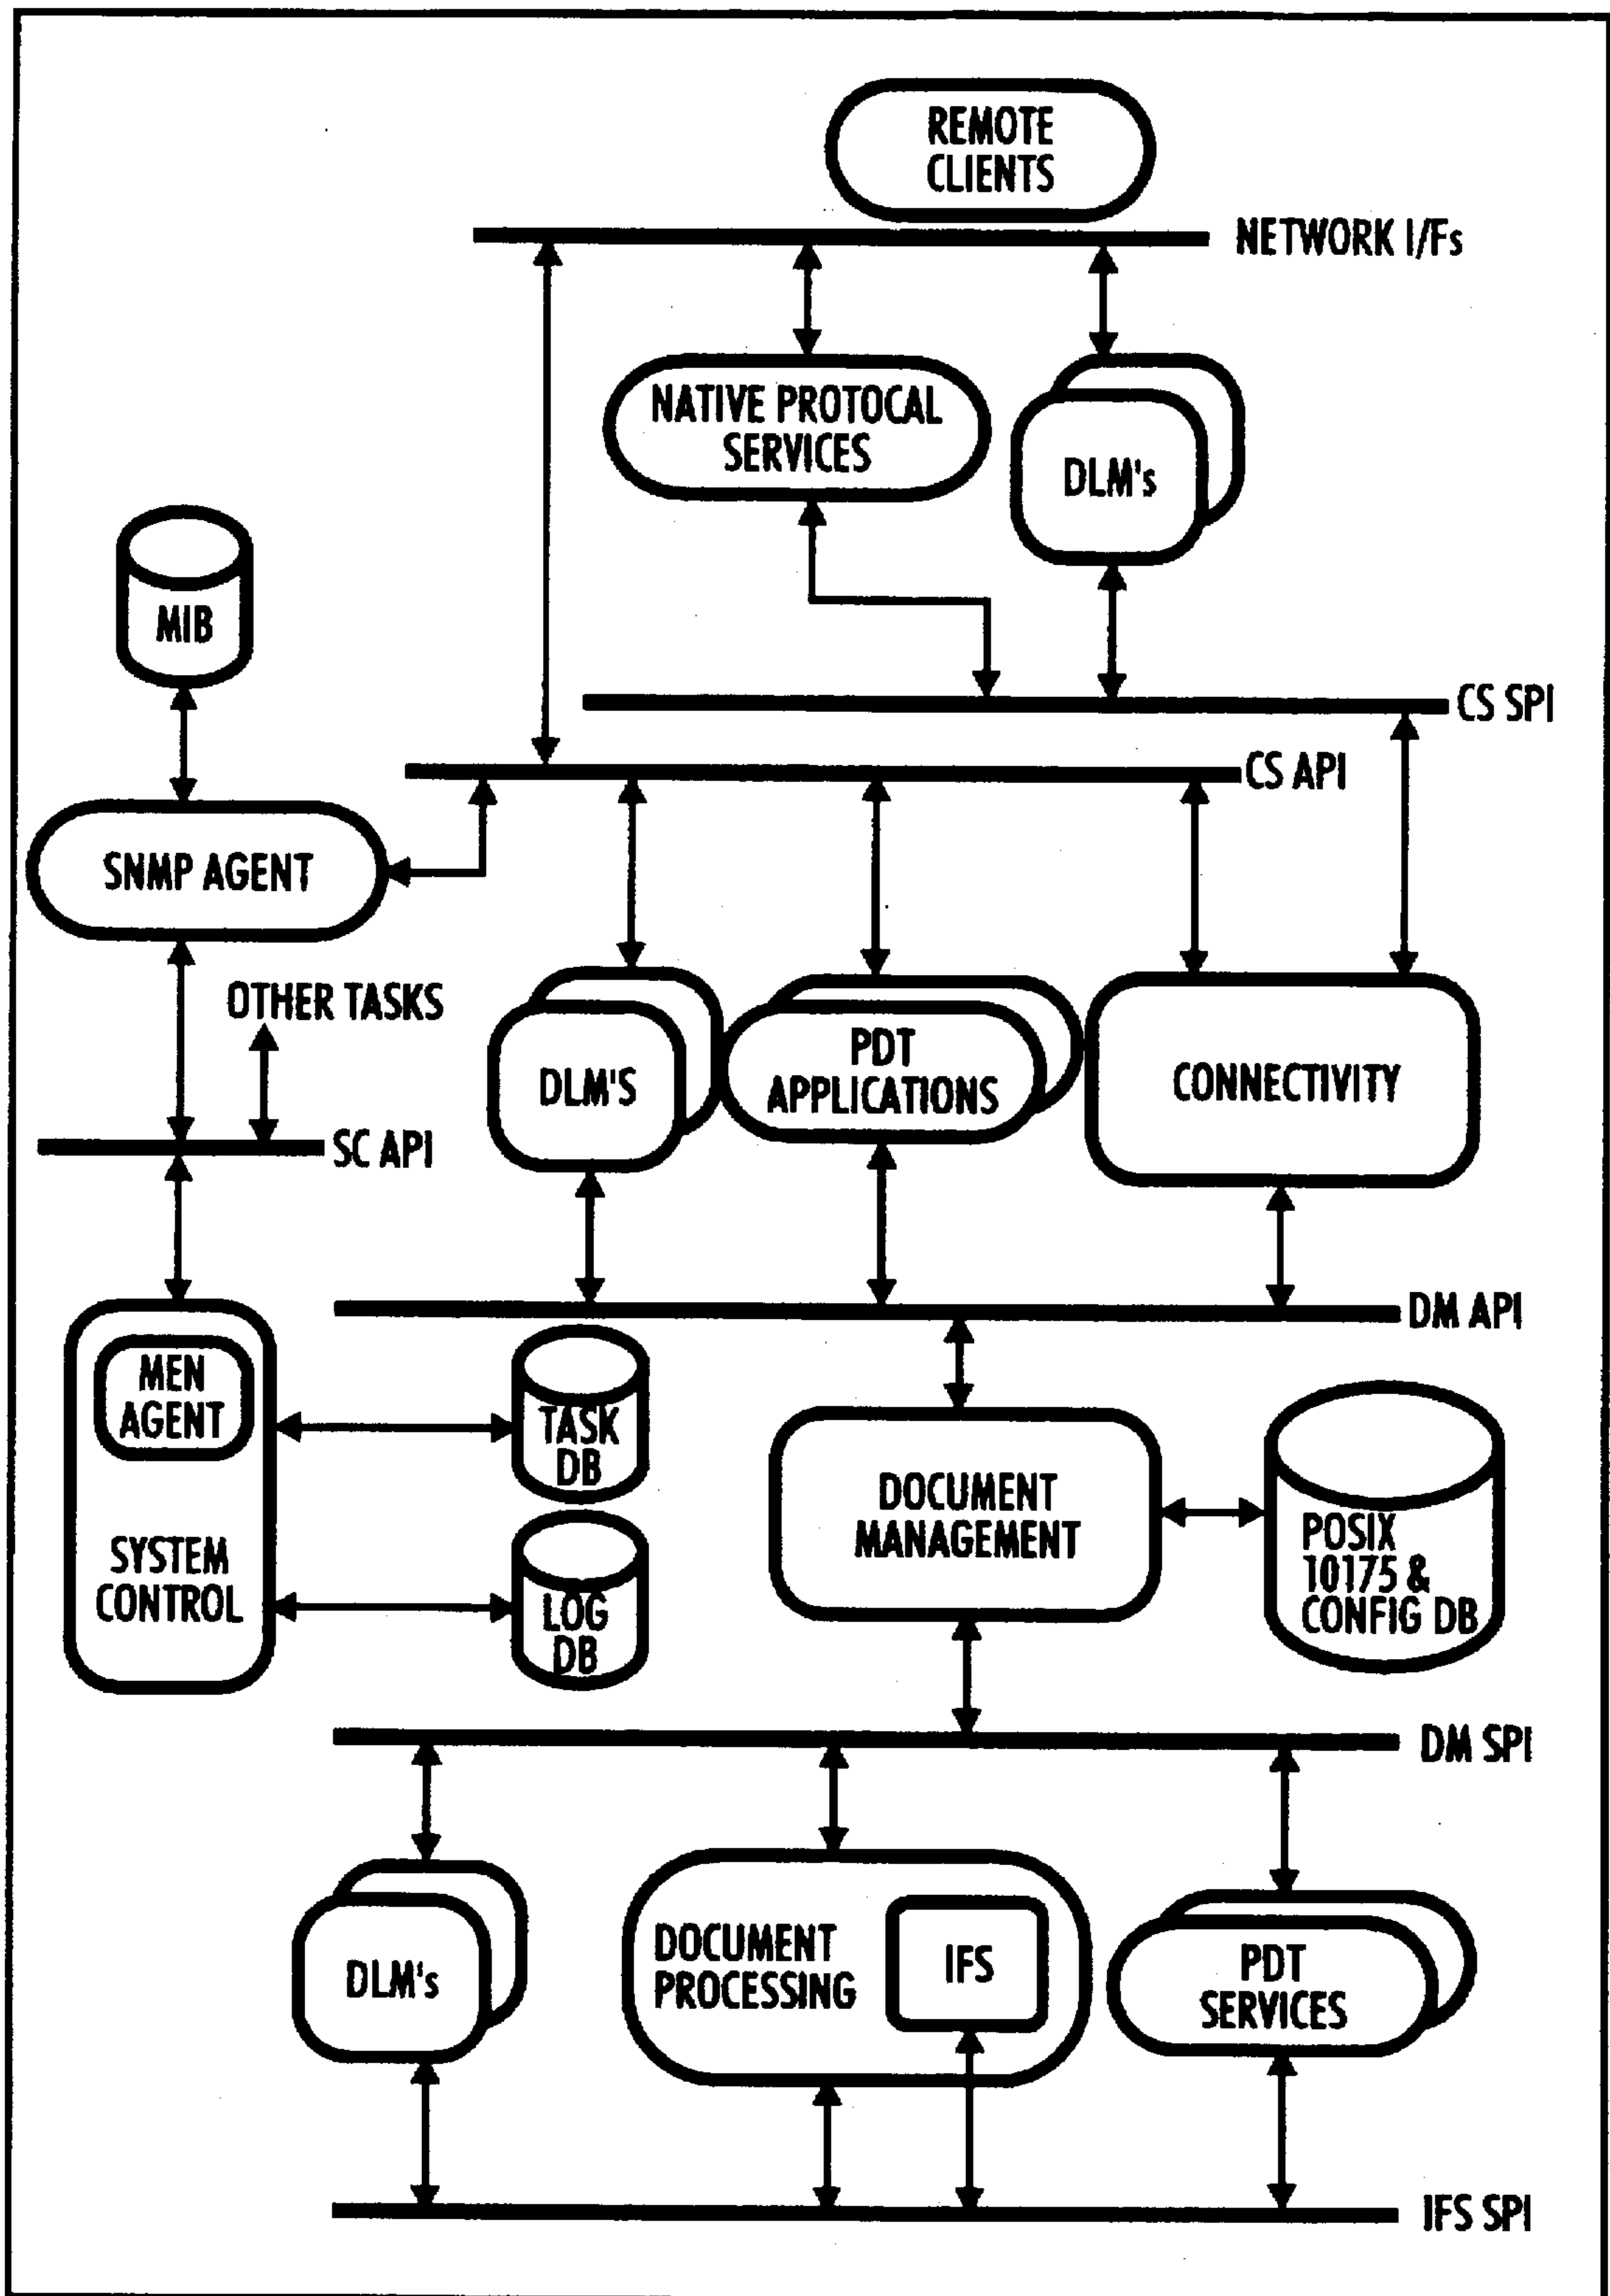 REMOTE
CLIENTS
NETWORK I/Fs
NATIVE PROTOCAL
SERVICES
DLM's
MIB
CS SPI
CS API
SNMP AGENT
OTHER TASKS
DLM'S
PDT
APPLICATIONS
CONNECTIVITY
SC API
DM API
MEN
AGENT
SYSTEM
CONTROL
TASK
DB
LOG
DB
DOCUMENT
MANAGEMENT
POSIX
10175 &
CONFIG DB
DM SPI
DLM's
DOCUMENT
PROCESSING
IFS
PDT
SERVICES
IFS SPI